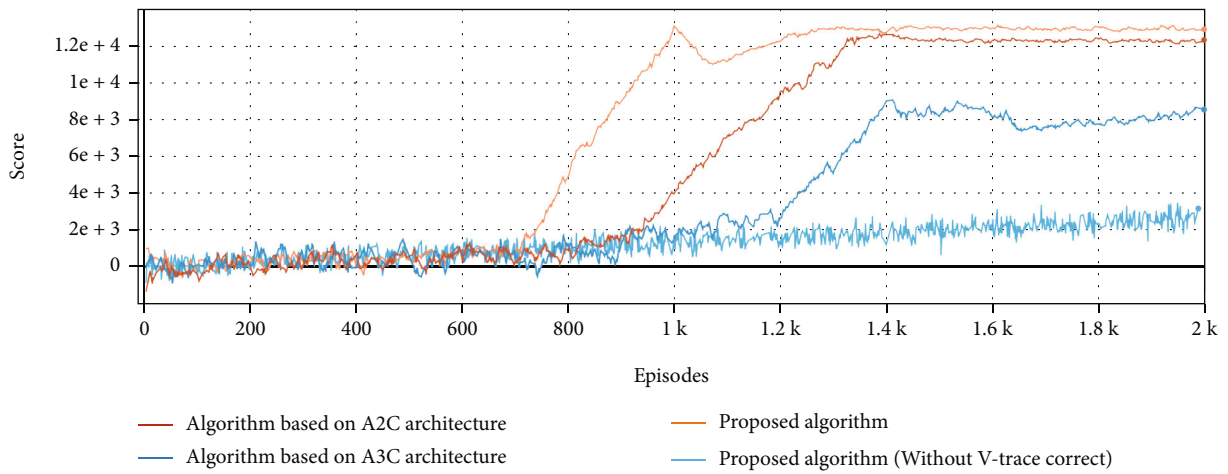 1.2e + 4
1e + 4
8e + 3
6e + 3
4e + 3
2e + 3
0
Score
0 200 400 600 800 1 k 1.2 k 1.4 k 1.6 k 1.8 k 2 k
Episodes
Algorithm based on A2C architecture
Algorithm based on A3C architecture
Proposed algorithm
Proposed algorithm (Without V-trace correct)